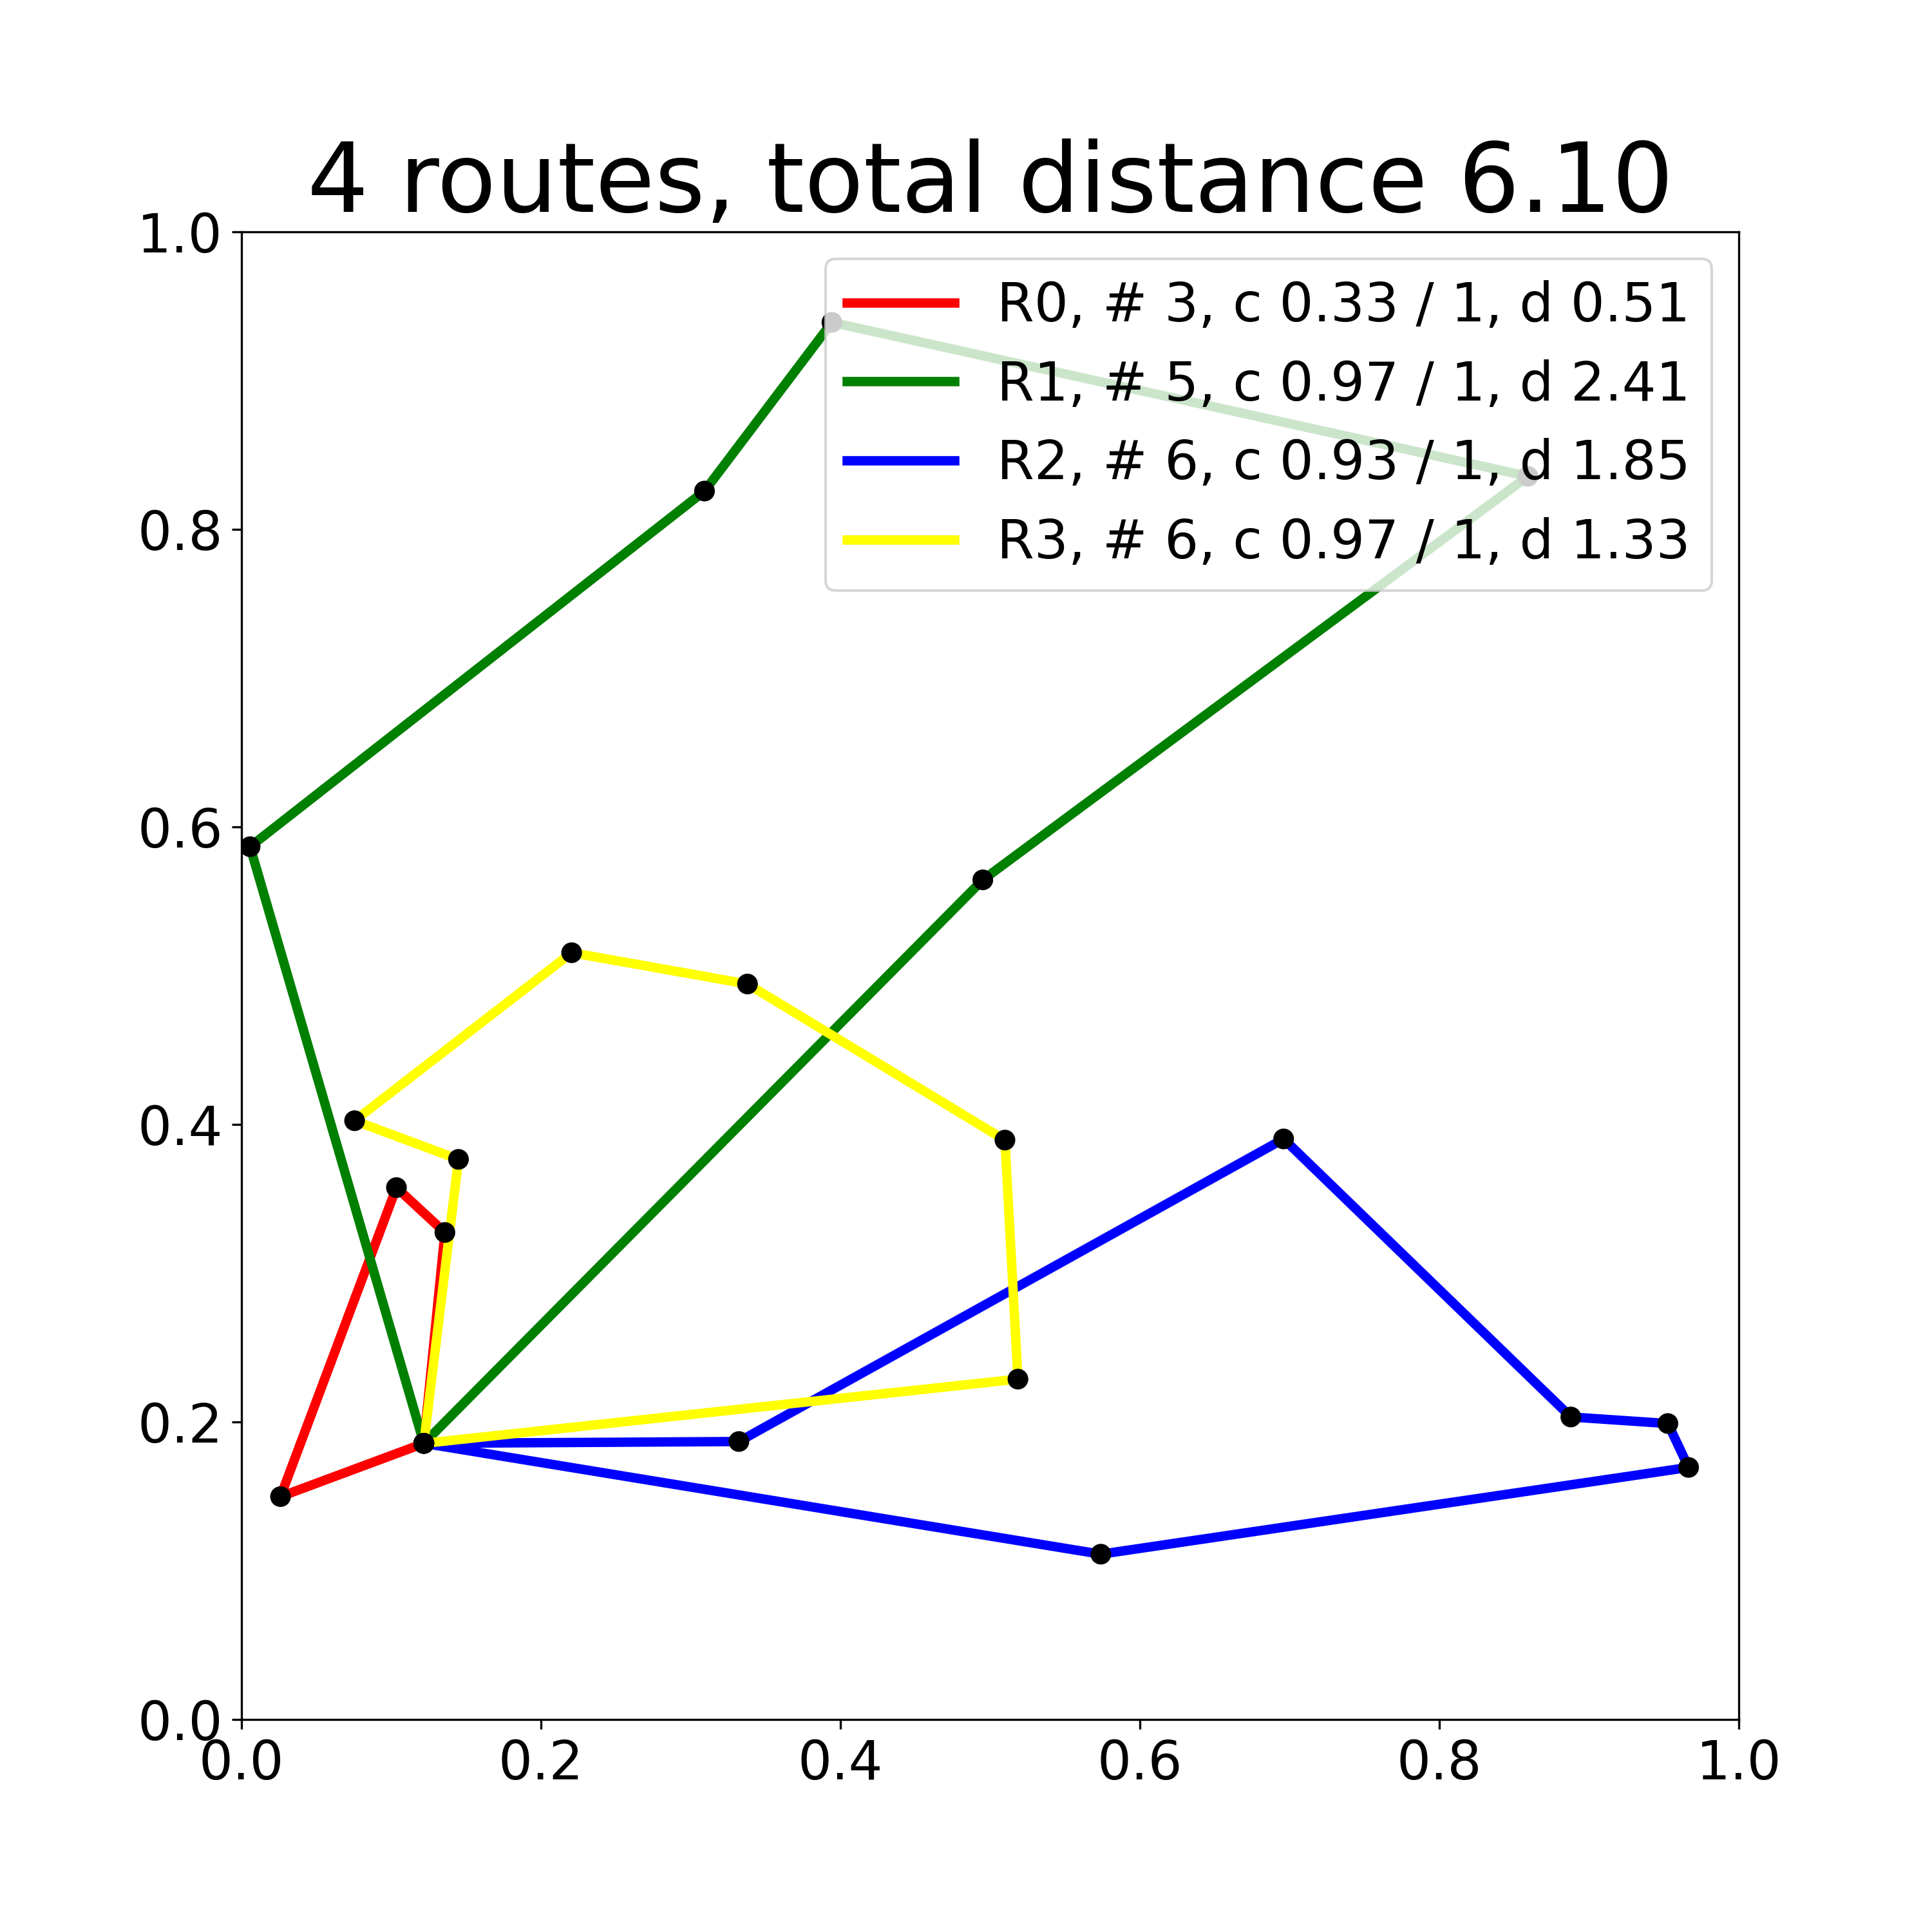 4 routes, total distance 6.10
1.0
R0, # 3, c 0.33 / 1, d 0.51
R1, # 5, c 0.97 / 1, d 2.41
R2, # 6, c 0.93 / 1, d 1.85
R3, # 6, c 0.97 / 1, d 1.33
0.8
0.6
0.4
0.2
0.0
0.0 0.2 0.4 0.6 0.8 1.0